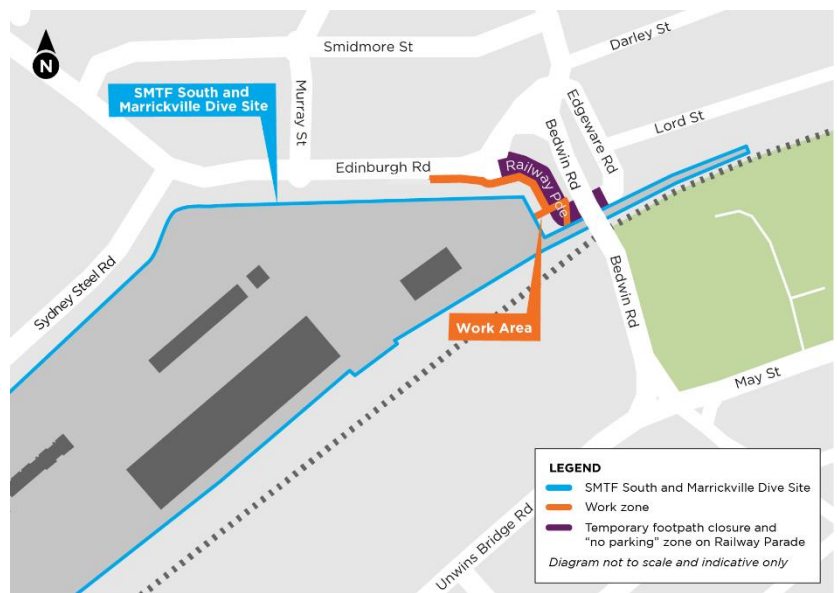 N
Smidmore St
Darley St
SMTF South and
Marrickville Dive Site
Murray St
Edgeware Rd
Bedwin Rd
Lord St
Edinburgh Rd
Railway Pde
Sydney Steel Rd
Bedwin Rd
Work Area
May St
Unwins Bridge Rd
LEGEND
SMTF South and Marrickville Dive Site
Work zone
Temporary footpath closure and
“no parking” zone on Railway Parade
Diagram not to scale and indicative only